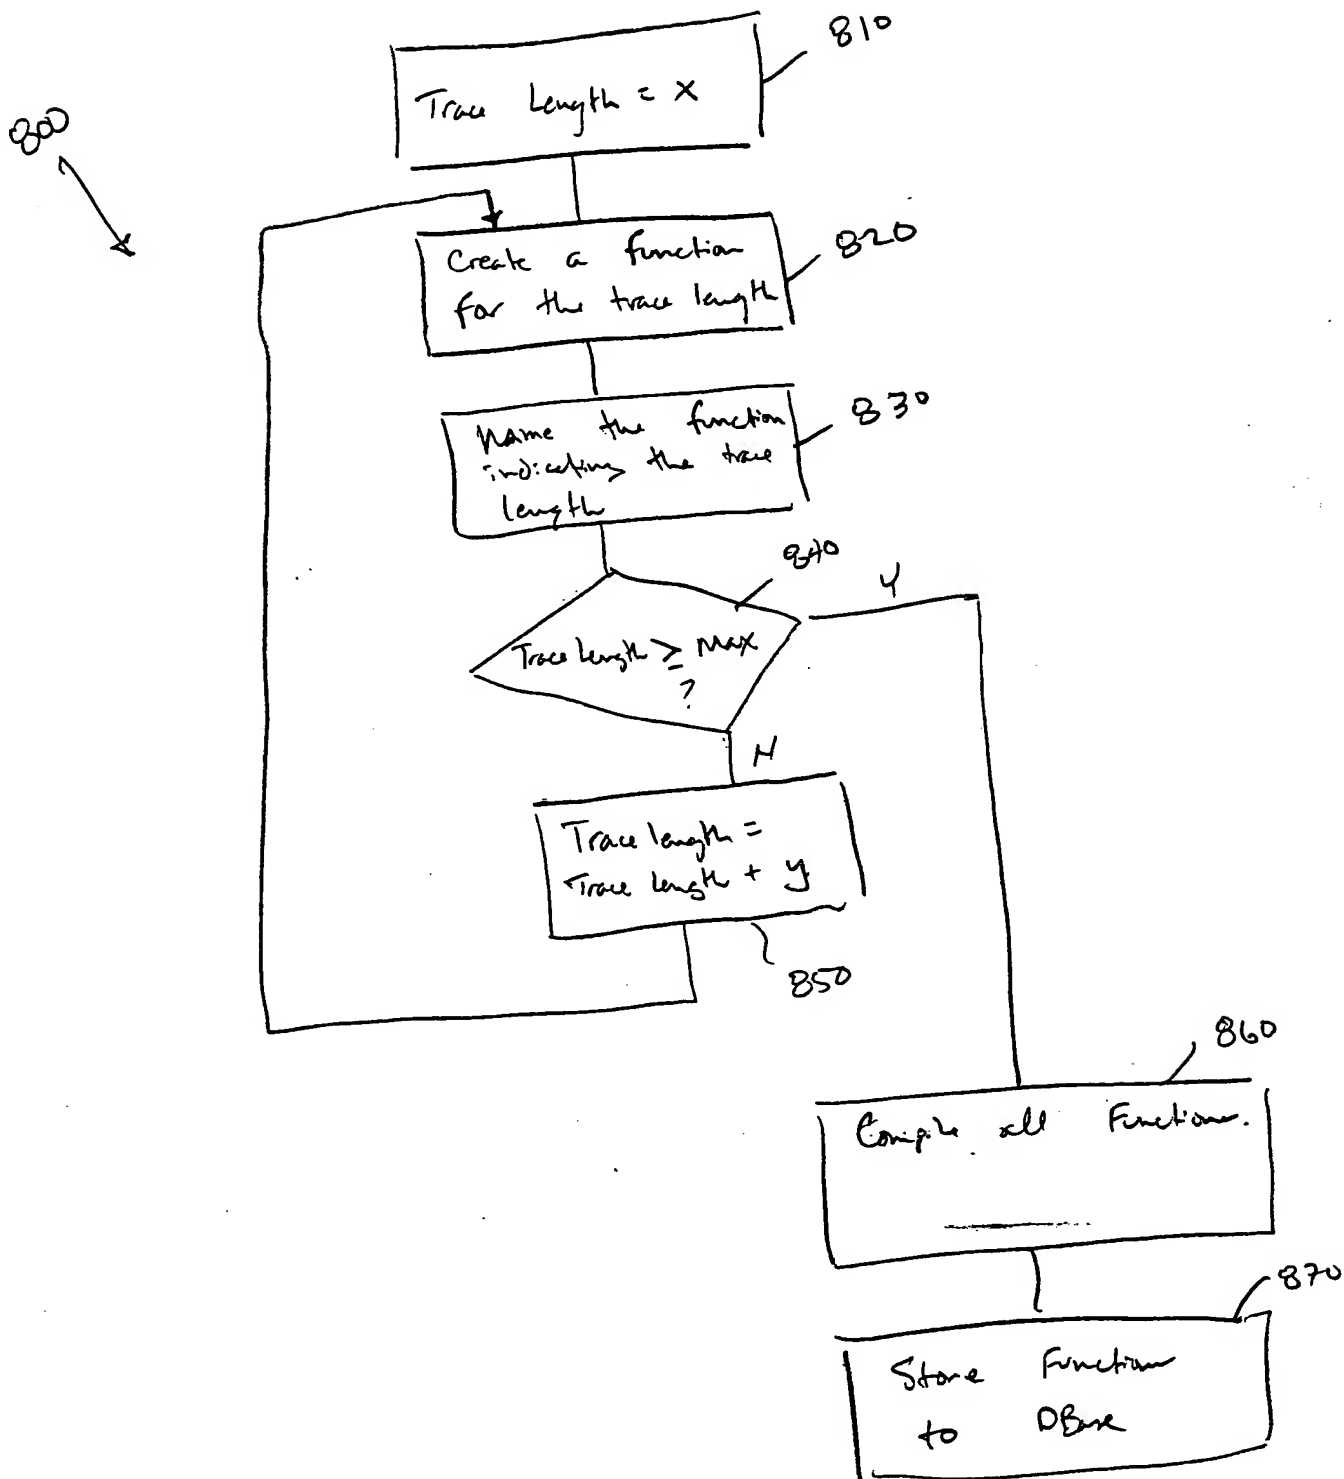 810
Trace Length = X
800
820
Create a function
for the trace length
830
Name the function
indicating the trace
length
840
Y
Trace Length ≥ Max
?
N
Trace length =
Trace length + y
850
860
Compile all Functions.
870
Store Function
to DBase